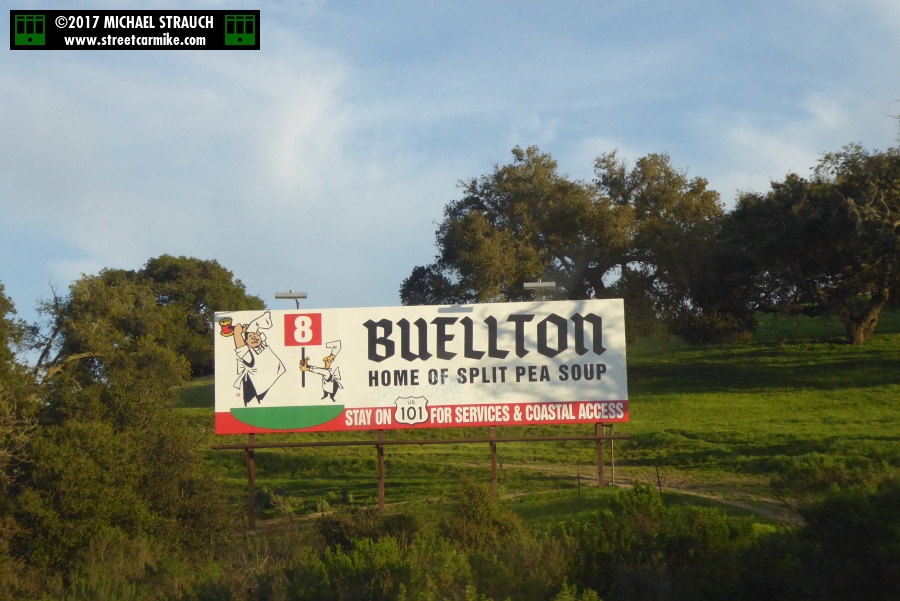 ©2017 MICHAEL STRAUCH
www.streetcarmike.com
8
BUELLTON
HOME OF SPLIT PEA SOUP
STAY ON US 101 FOR SERVICES & COASTAL ACCESS